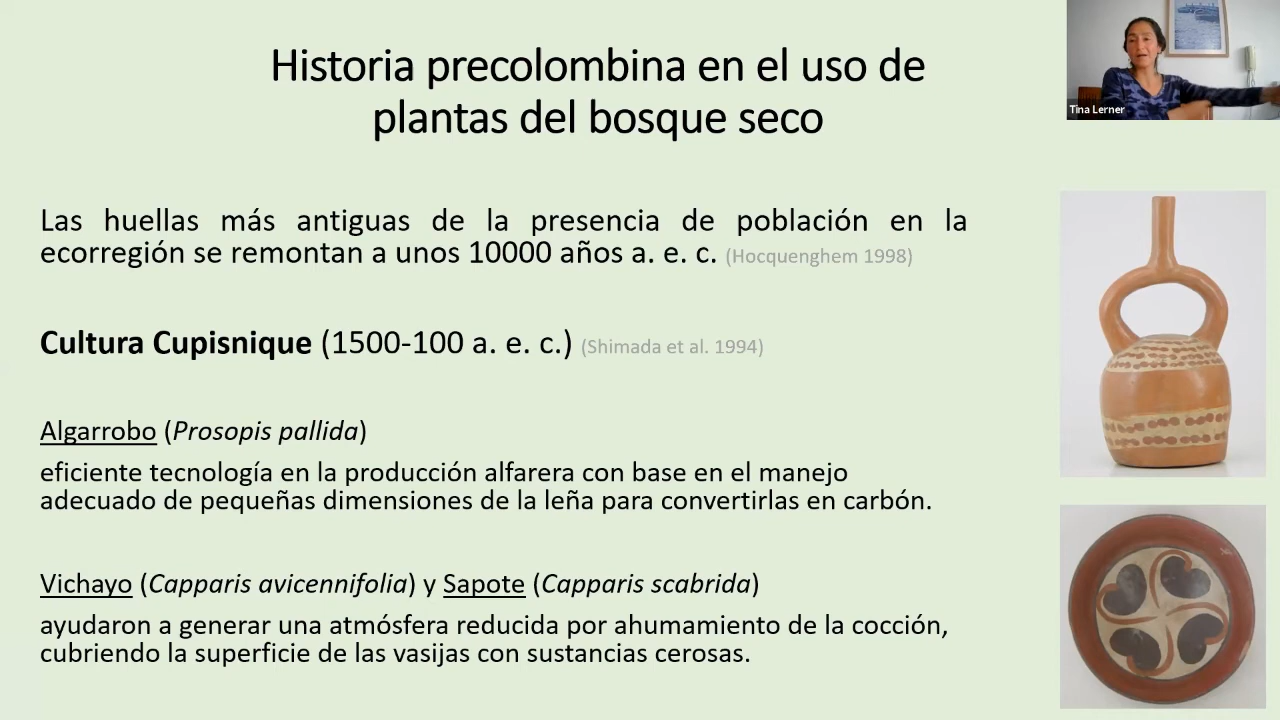 Historia precolombina en el uso de
plantas del bosque seco
Tina Lerner
Las huellas más antiguas de la presencia de población en la
ecorregión se remontan a unos 10000 años a. e. c. (Hocquenghem 1998)
Cultura Cupisnique (1500-100 a. e. c.) (Shimada et al. 1994)
Algarrobo (Prosopis pallida)
eficiente tecnología en la producción alfarera con base en el manejo
adecuado de pequeñas dimensiones de la leña para convertirlas en carbón.
Vichayo (Capparis avicennifolia) y Sapote (Capparis scabrida)
ayudaron a generar una atmósfera reducida por ahumamiento de la cocción,
cubriendo la superficie de las vasijas con sustancias cerosas.